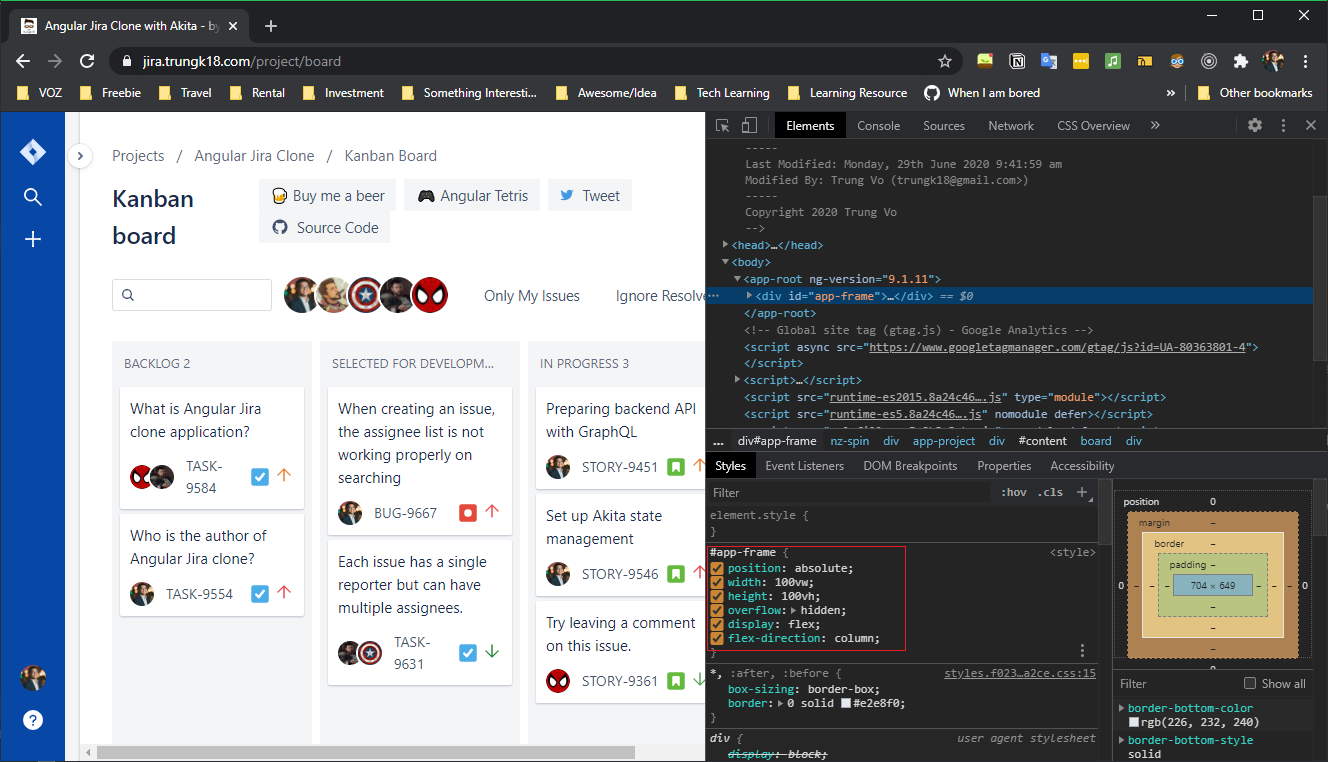 Angular Jira Clone with Akita - by
jira.trungk18.com/project/board
VOZ Freebie Travel Rental Investment Something Interesti... Awesome/Idea Tech Learning Learning Resource When I am bored » Other bookmarks
Projects / Angular Jira Clone / Kanban Board
Kanban
board
Buy me a beer Angular Tetris Tweet
Source Code
Only My Issues Ignore Resolve
BACKLOG 2
What is Angular Jira
clone application?
TASK-
9584
Who is the author of
Angular Jira clone?
TASK-9554
SELECTED FOR DEVELOPM...
When creating an issue,
the assignee list is not
working properly on
searching
BUG-9667
Each issue has a single
reporter but can have
multiple assignees.
TASK-
9631
IN PROGRESS 3
Preparing backend API
with GraphQL
STORY-9451
Set up Akita state
management
STORY-9546
Try leaving a comment
on this issue.
STORY-9361
Elements Console Sources Network CSS Overview »
-----
Last Modified: Monday, 29th June 2020 9:41:59 am
Modified By: Trung Vo (trungk18@gmail.com>)
-----
Copyright 2020 Trung Vo
-->
<head>…</head>
<body>
<app-root ng-version="9.1.11">
<div id="app-frame">…</div> == $0
</app-root>
<!-- Global site tag (gtag.js) - Google Analytics -->
<script async src="https://www.googletagmanager.com/gtag/js?id=UA-80363801-4">
</script>
<script>…</script>
<script src="runtime-es2015.8a24c46….js" type="module"></script>
<script src="runtime-es5.8a24c46….js" nomodule defer></script>
... div#app-frame nz-spin div app-project div #content board div
Styles Event Listeners DOM Breakpoints Properties Accessibility
Filter :hov .cls +
element.style {
}
#app-frame { <style>
position: absolute;
width: 100vw;
height: 100vh;
overflow: hidden;
display: flex;
flex-direction: column;
}
*, :after, :before { styles.f023…a2ce.css:15
box-sizing: border-box;
border: 0 solid #e2e8f0;
}
div { user agent stylesheet
display: block;
position 0
margin –
border –
padding –
0 – – – 704 × 649 – – – 0
–
–
–
0
Filter Show all
border-bottom-color
rgb(226, 232, 240)
border-bottom-style
solid